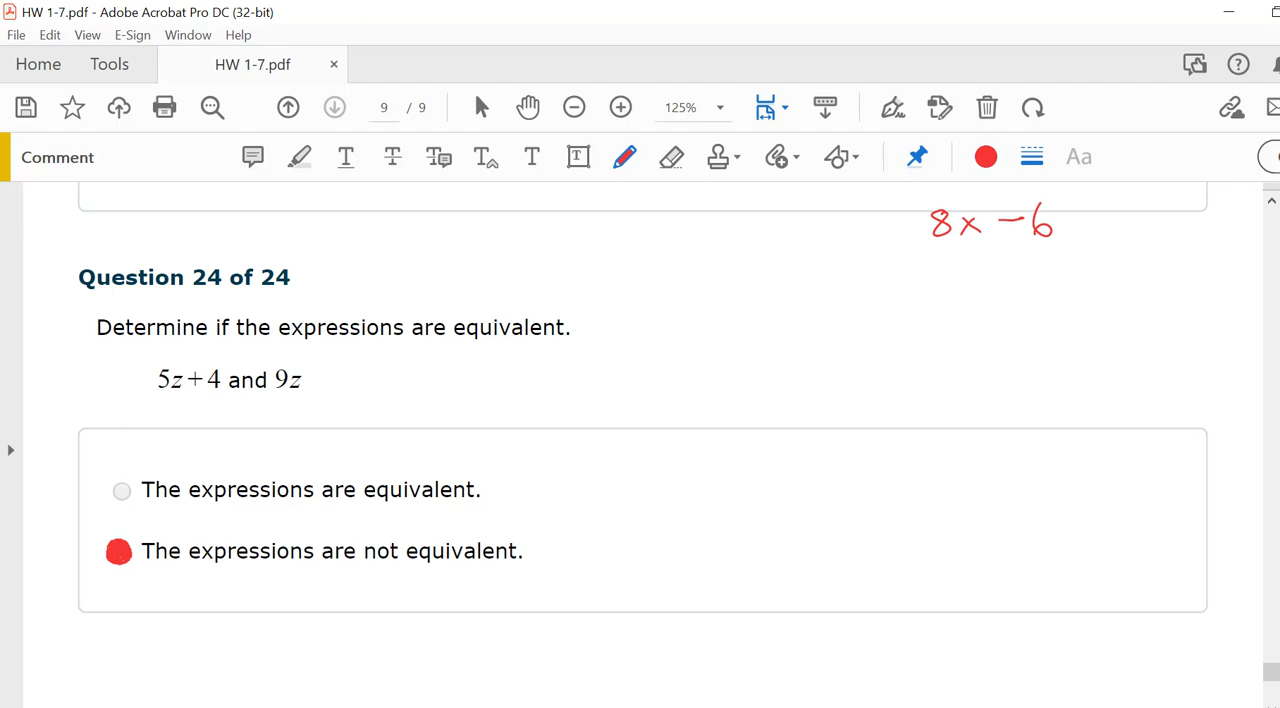 HW 1-7.pdf - Adobe Acrobat Pro DC (32-bit)
File Edit View E-Sign Window Help
Home Tools HW 1-7.pdf ×
9 / 9 125%
Comment T T T T T T Aa
8x - 6
Question 24 of 24
Determine if the expressions are equivalent.
5z+4 and 9z
The expressions are equivalent.
The expressions are not equivalent.